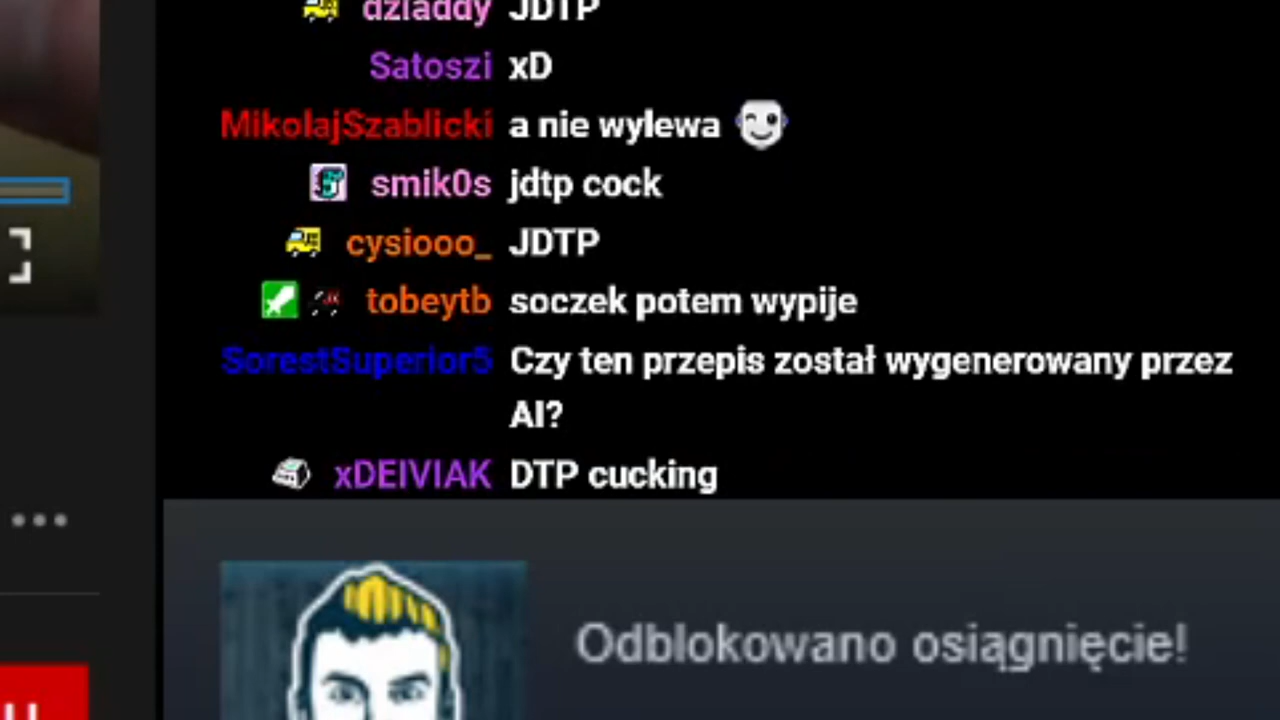 dziaddy JDTP
Satoszi xD
MikolajSzablicki a nie wylewa
smik0s jdtp cock
cysiooo_ JDTP
tobeytb soczek potem wypije
SorestSuperior5 Czy ten przepis został wygenerowany przez
AI?
xDEIVIAK DTP cucking
Odblokowano osiągnięcie!